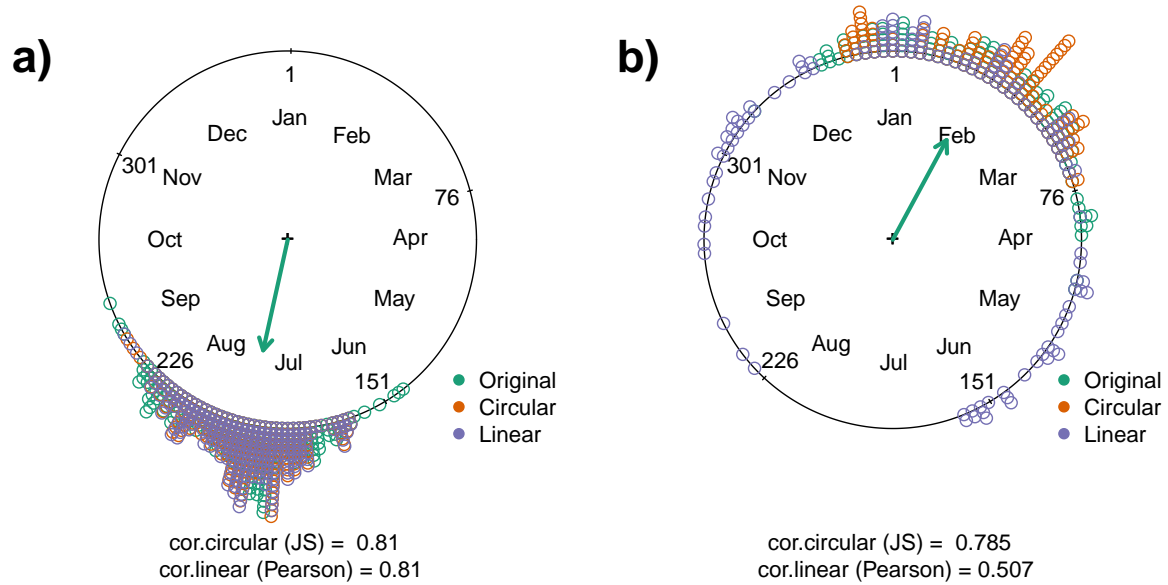 a)
1
Jan
Feb
Mar
76
Apr
May
Jun
151
Jul
Aug
226
Sep
Oct
Nov
301
Dec
Original
Circular
Linear
cor.circular (JS) = 0.81
cor.linear (Pearson) = 0.81
b)
1
Jan
Feb
Mar
76
Apr
May
Jun
151
Jul
Aug
226
Sep
Oct
Nov
301
Dec
Original
Circular
Linear
cor.circular (JS) = 0.785
cor.linear (Pearson) = 0.507